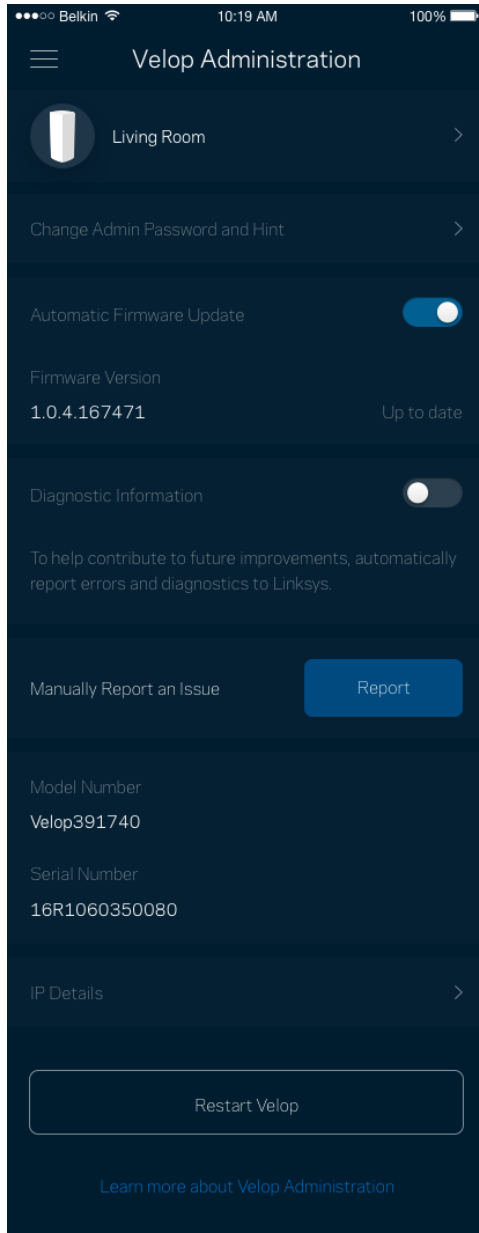 Belkin 10:19 AM 100%
Velop Administration
Living Room
Change Admin Password and Hint
Automatic Firmware Update
Firmware Version
1.0.4.167471 Up to date
Diagnostic Information
To help contribute to future improvements, automatically
report errors and diagnostics to Linksys.
Manually Report an Issue Report
Model Number
Velop391740
Serial Number
16R1060350080
IP Details
Restart Velop
Learn more about Velop Administration